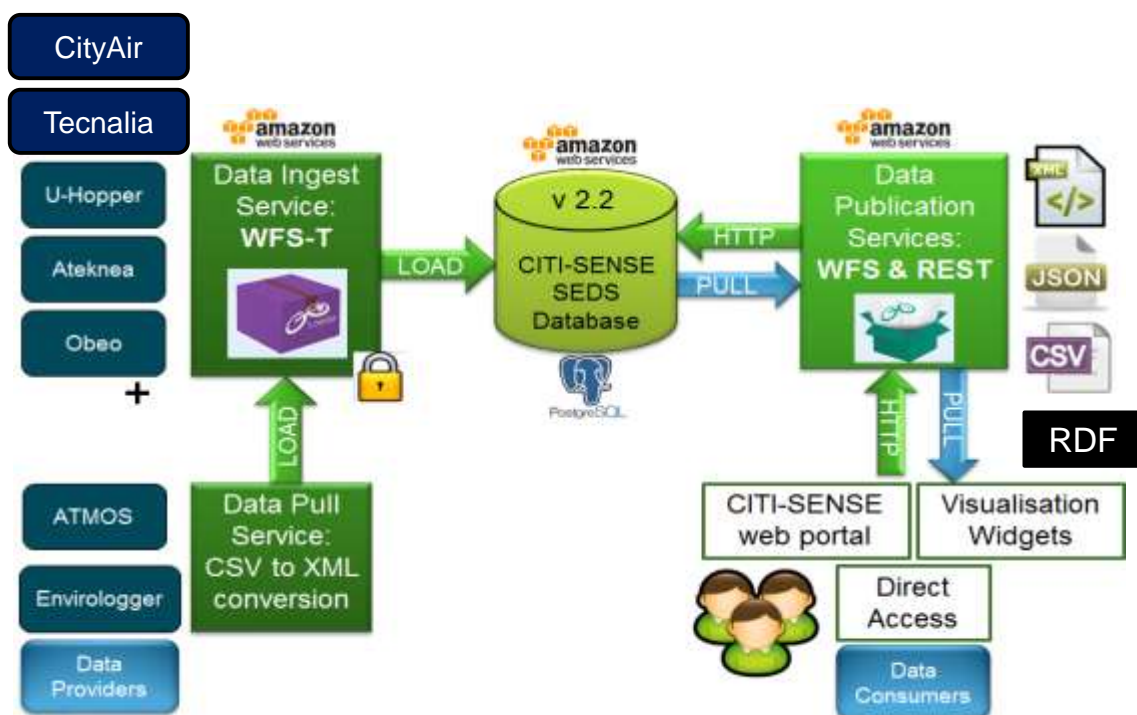 CityAir
Tecnalia
U-Hopper
Ateknea
Obeo
+
ATMOS
Envirologger
Data
Providers
amazon
web services
Data Ingest
Service:
WFS-T
LOAD
LOAD
Data Pull
Service:
CSV to XML
conversion
amazon
web services
v 2.2
CITI-SENSE
SEDS
Database
PostgreSQL
HTTP
PULL
amazon
web services
Data
Publication
Services:
WFS & REST
HTTP
PULL
XML
</>
JSON
CSV
RDF
CITI-SENSE
web portal
Visualisation
Widgets
Direct
Access
Data
Consumers